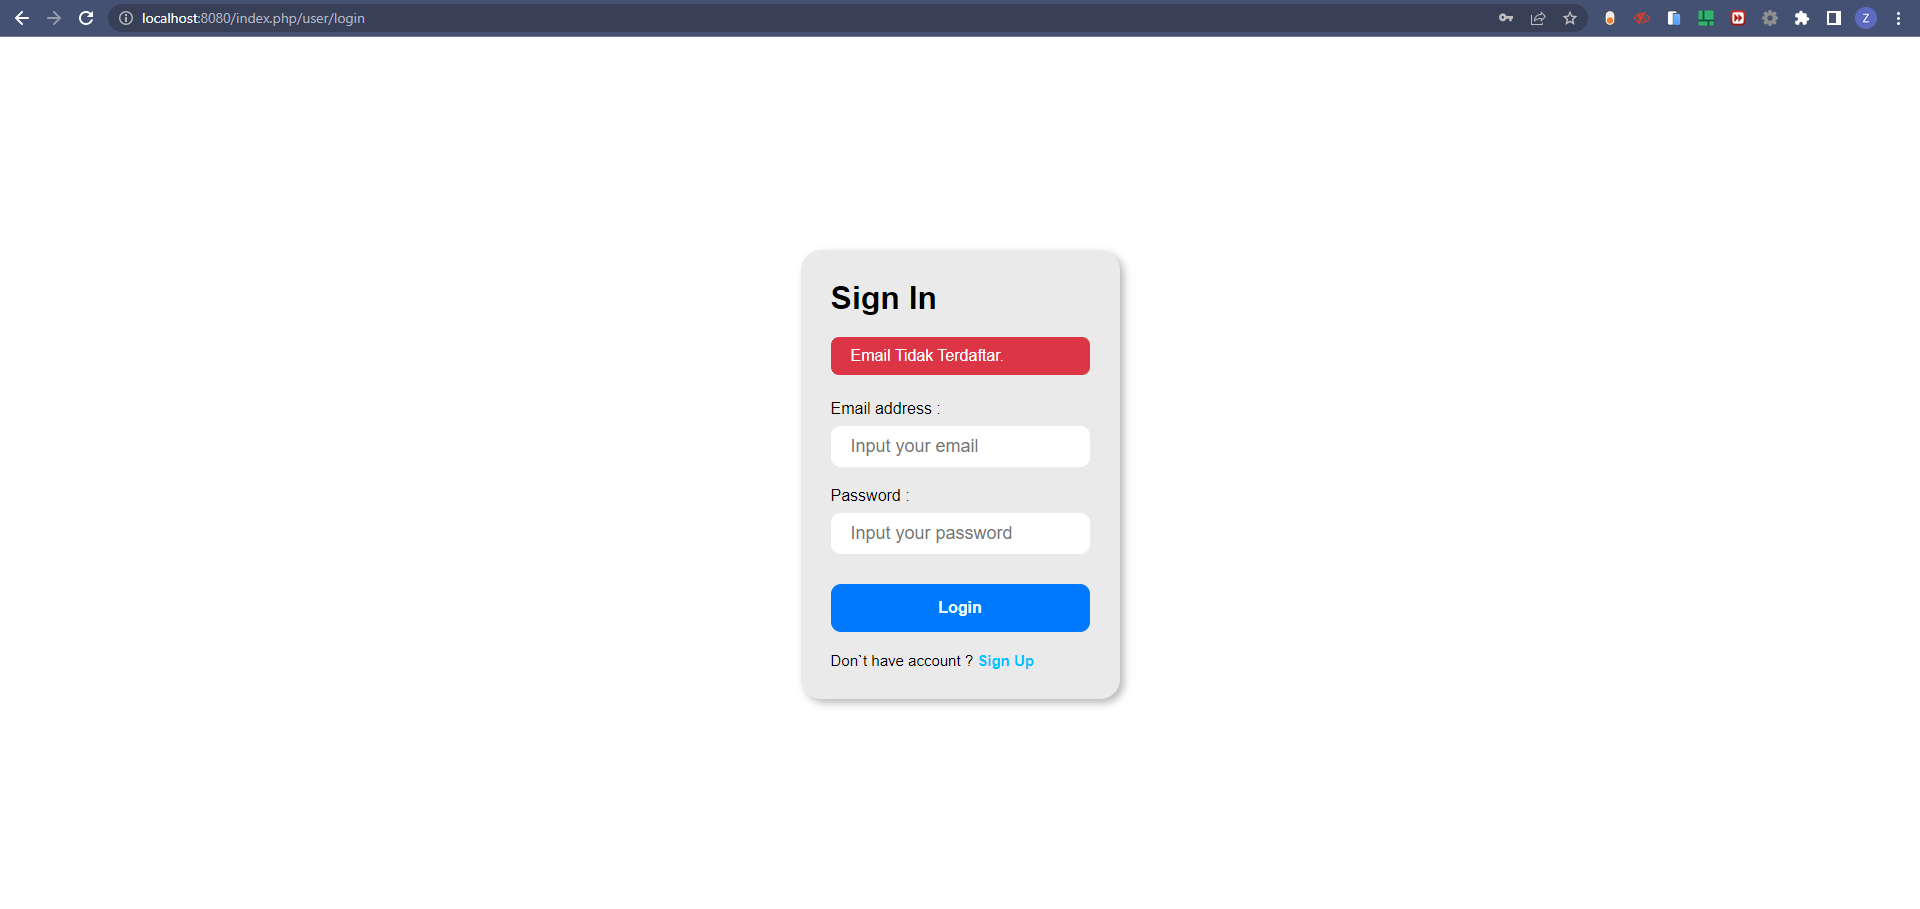 localhost:8080/index.php/user/login
Z
Sign In
Email Tidak Terdaftar.
Email address :
Input your email
Password :
Input your password
Login
Don`t have account ? Sign Up